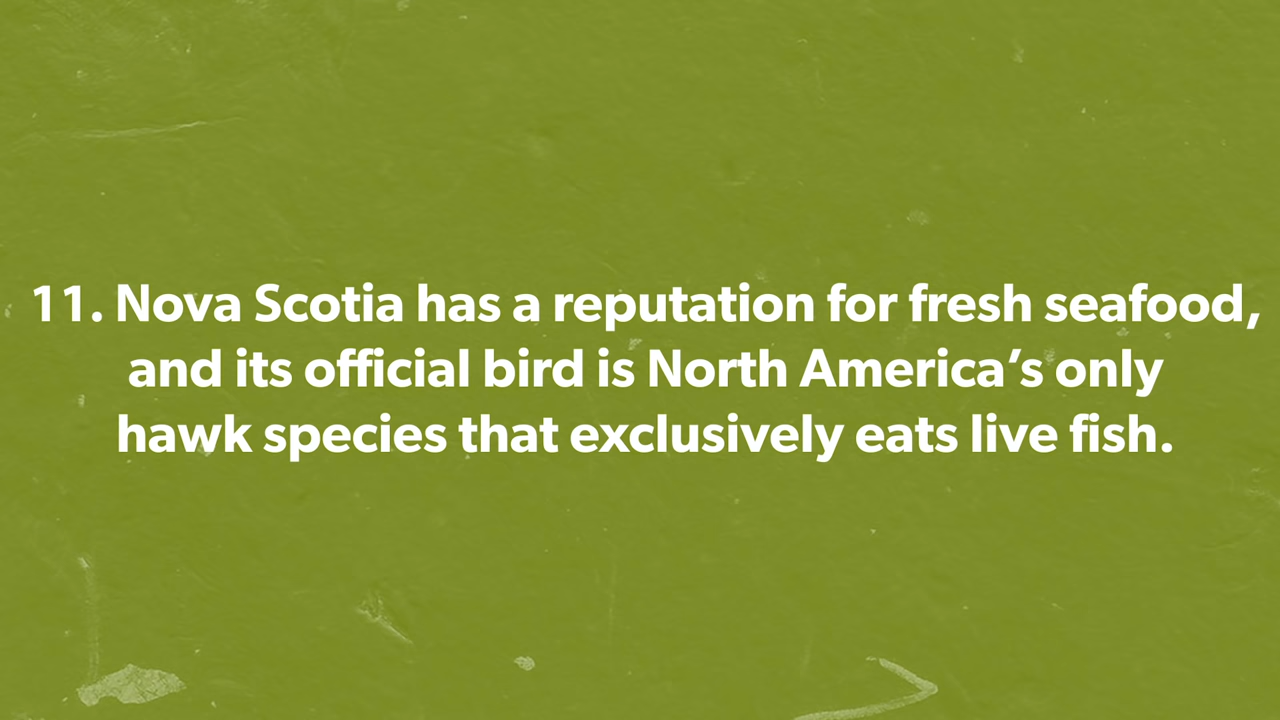 11. Nova Scotia has a reputation for fresh seafood,
and its official bird is North America’s only
hawk species that exclusively eats live fish.